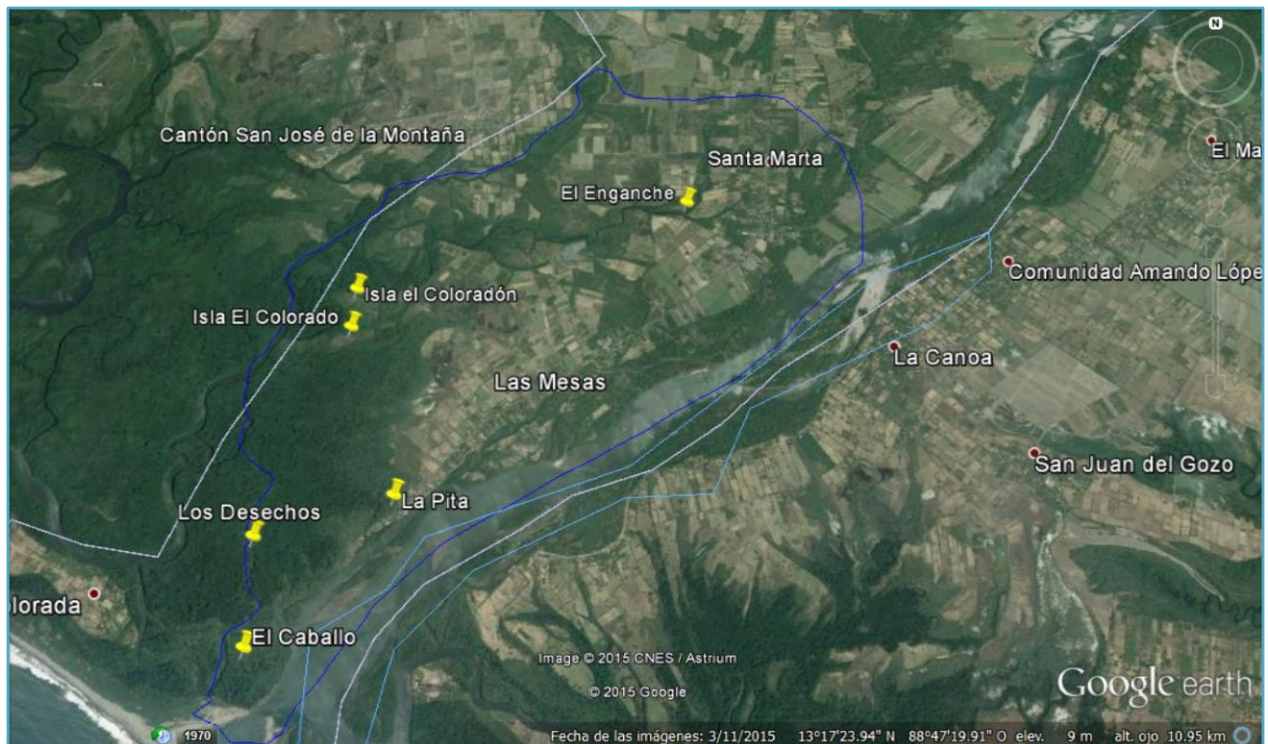 N
Cantón San José de la Montaña
Santa Marta
El Ma
El Enganche
Comunidad Amando Lópe
Isla el Coloradón
Isla El Colorado
La Canoa
Las Mesas
San Juan del Gozo
La Pita
Los Desechos
olorada
El Caballo
Image © 2015 CNES / Astrium
© 2015 Google
Google earth
1970
Fecha de las imágenes: 3/11/2015 13°17'23.94" N 88°47'19.91" O elev. 9 m alt. ojo 10.95 km